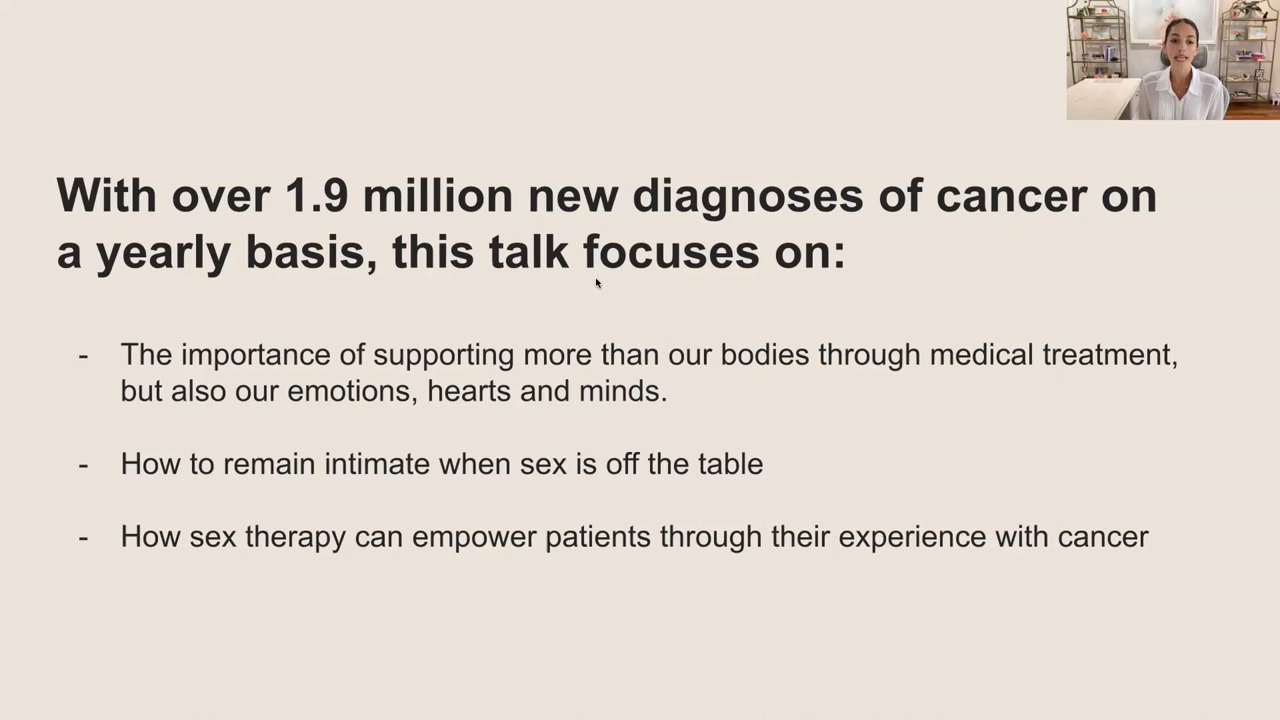 With over 1.9 million new diagnoses of cancer on
a yearly basis, this talk focuses on:
- The importance of supporting more than our bodies through medical treatment,
but also our emotions, hearts and minds.
- How to remain intimate when sex is off the table
- How sex therapy can empower patients through their experience with cancer